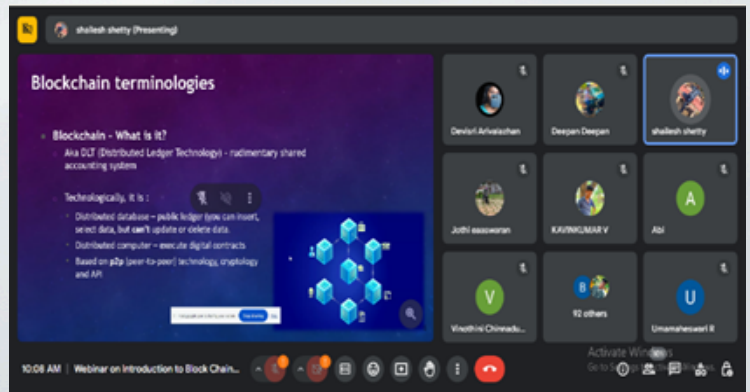 shailesh shetty (Presenting)
Blockchain terminologies
Blockchain - What is it?
Aka DLT (Distributed Ledger Technology) - rudimentary shared
accounting system
Technologically, it is :
Distributed database - public ledger (you can insert,
select data, but can't update or delete data.
Distributed computer - execute digital contracts
Based on p2p (peer-to-peer) technology, cryptology
and API
Devisri Arivalazhan
Deepan Deepan
shailesh shetty
Jothi easaswaran
KAVINKUMAR V
A
Abi
V
Vinothini Chinnadu...
B
92 others
U
Umamaheswari R
Activate Windows
10:08 AM | Webinar on Introduction to Block Chain...